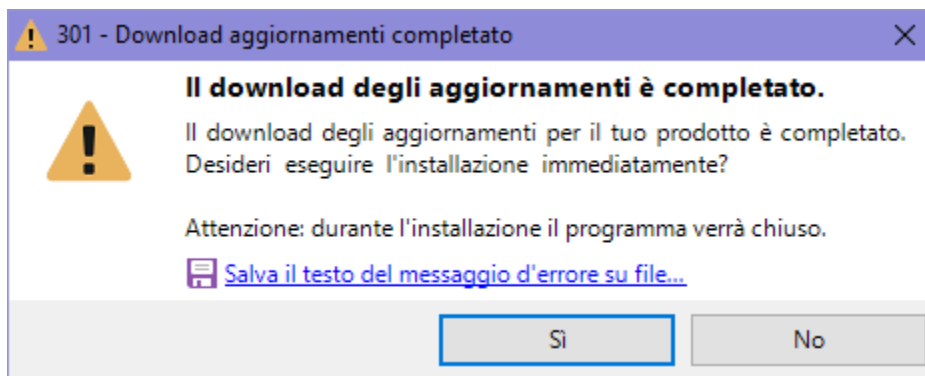 301 - Download aggiornamenti completato
Il download degli aggiornamenti è completato.
Il download degli aggiornamenti per il tuo prodotto è completato.
Desideri eseguire l'installazione immediatamente?
Attenzione: durante l'installazione il programma verrà chiuso.
Salva il testo del messaggio d'errore su file...
Sì
No